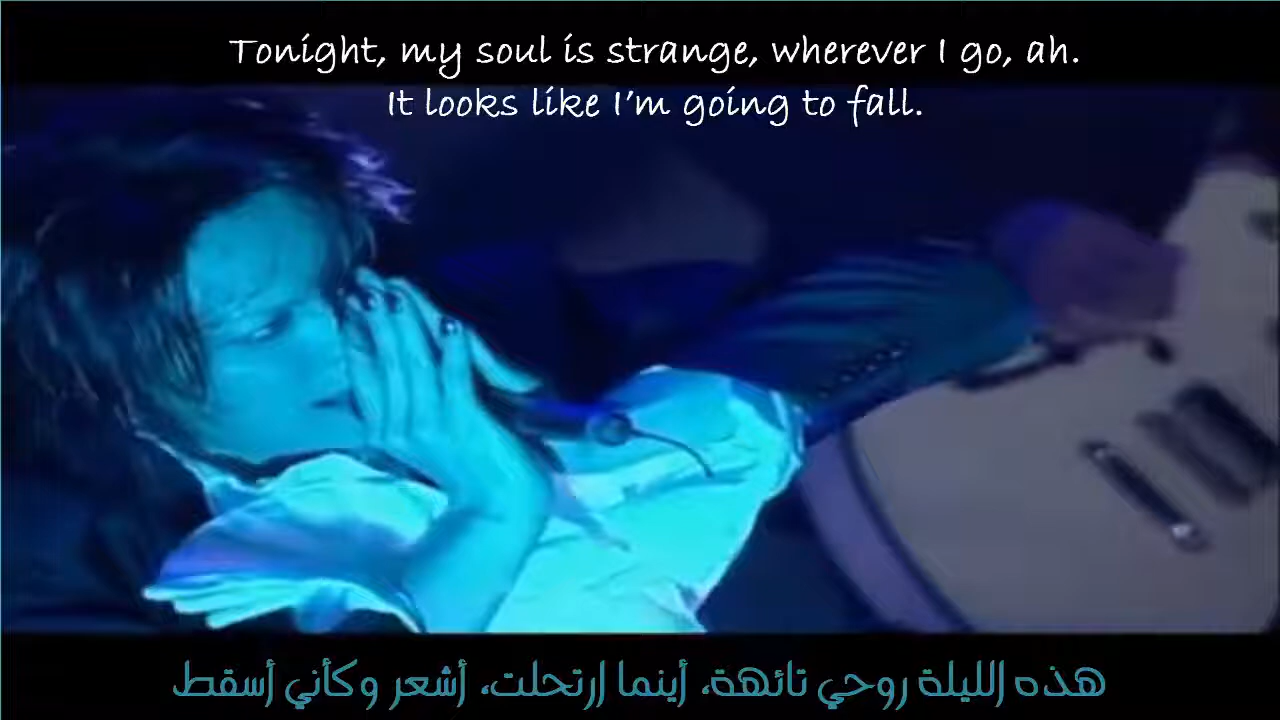 Tonight, my soul is strange, wherever I go, ah.
It looks like I'm going to fall.
هذه الليلة روحي تائهة، أينما ارتحلت، أشعر وكأني أسقط